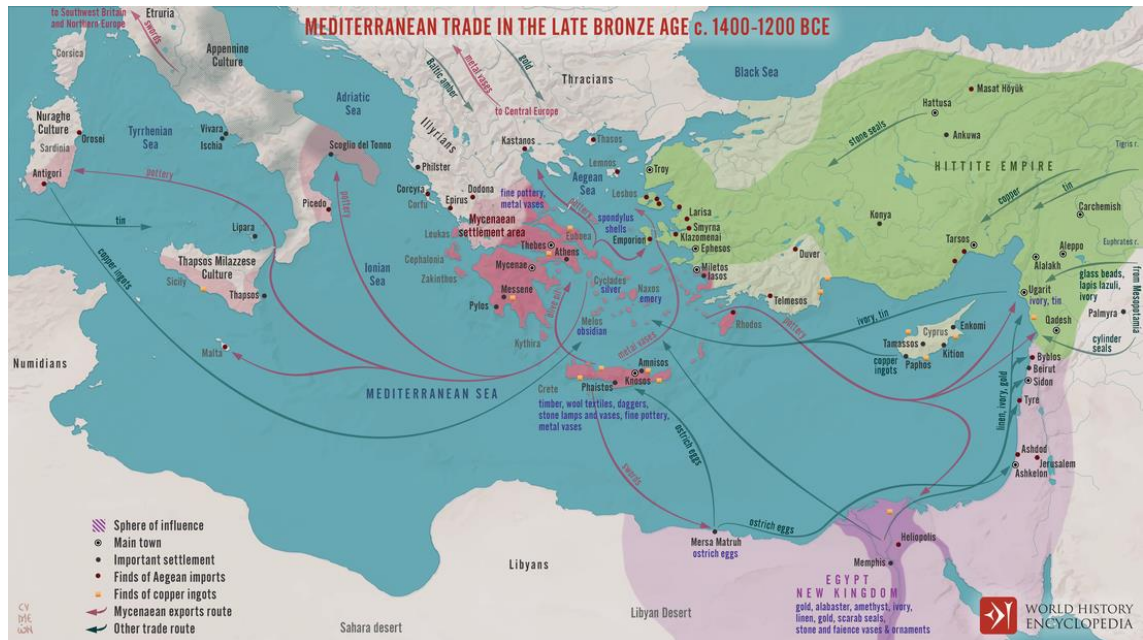 MEDITERRANEAN TRADE IN THE LATE BRONZE AGE c. 1400-1200 BCE
to Southwest Britain
and Northern Europe
swords
Etruria
Corsica
Appennine
Culture
Adriatic
Sea
Baltic amber
metal vases
gold
to Central Europe
Thracians
Black Sea
Illyrians
Nuraghe
Culture
Orosei
Sardinia
Antigori
Tyrrhenian
Sea
Vivara
Ischia
Scoglio del Tonno
Philster
Kastanos
Thasos
Lemnos
Aegean
Sea
Troy
Hattusa
Masat Höyük
Ankuwa
stone seals
HITTITE EMPIRE
Tigris r.
pottery
pottery
Picedo
Corcyra
Corfu
Dodona
Epirus
fine pottery,
metal vases
Mycenaean
settlement area
pottery
spondylus
shells
Lesbos
Larisa
Smyrna
Klazomenai
Emporion
Ephesos
Konya
copper
tin
Carchemish
Euphrates r.
tin
Lipara
Thapsos Milazzese
Culture
Sicily
Thapsos
copper ingots
Ionian
Sea
Leukas
Cephalonia
Zakinthos
Thebes
Euboea
Athens
Mycenae
Messene
Pylos
olive oil
Kythira
Cyclades
silver
Naxos
emery
Melos
obsidian
Miletos
Iasos
Duver
Telmesos
Rhodos
pottery
Tarsos
Aleppo
Alalakh
Ugarit
ivory, tin
glass beads,
lapis lazuli,
ivory
from Mesopotamia
Palmyra
Qadesh
cylinder
seals
ivory, tin
Cyprus
Enkomi
Tamassos
Kition
Paphos
copper
ingots
Numidians
Malta
MEDITERRANEAN SEA
metal vases
Crete
Amnisos
Phaistos
Knosos
timber, wool textiles, daggers,
stone lamps and vases, fine pottery,
metal vases
Byblos
Beirut
Sidon
Tyre
linen, ivory, gold
Ashdod
Jerusalem
Ashkelon
swords
ostrich eggs
ostrich eggs
Mersa Matruh
ostrich eggs
Heliopolis
Memphis
EGYPT
NEW KINGDOM
gold, alabaster, amethyst, ivory,
linen, gold, scarab seals,
stone and faience vases & ornaments
Libyans
Libyan Desert
Sahara desert
Sphere of influence
Main town
Important settlement
Finds of Aegean imports
Finds of copper ingots
Mycenaean exports route
Other trade route
WORLD HISTORY
ENCYCLOPEDIA